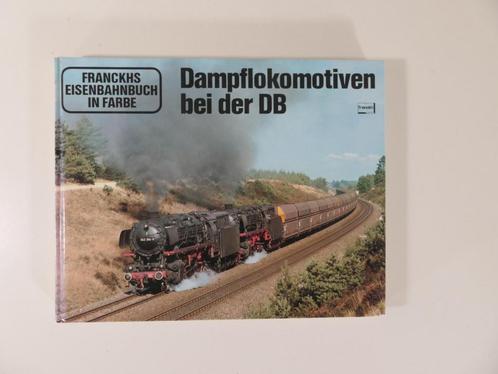 FRANCKHS
EISENBAHNBUCH
IN FARBE
Dampflokomotiven
bei der DB